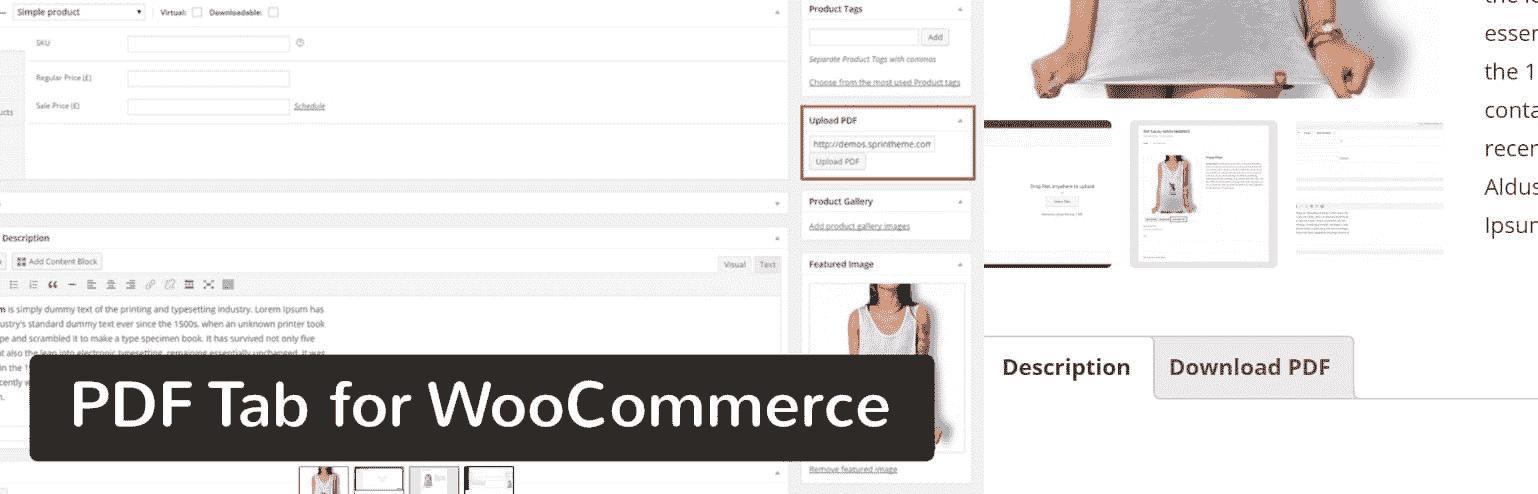 Simple product
Virtual:
Downloadable:
SKU
Regular Price (£)
Sale Price (£)
Schedule
ucts
Description
Add Content Block
Visual
Text
is simply dummy text of the printing and typesetting industry. Lorem Ipsum has
ustry's standard dummy text ever since the 1500s, when an unknown printer took
pe and scrambled it to make a type specimen book. It has survived not only five
t also the leap into electronic typesetting, remaining essentially unchanged. It was
in the 1
cently w
Product Tags
Add
Separate Product Tags with commas
Choose from the most used Product tags
Upload PDF
http://demos.sprintheme.com
Upload PDF
Product Gallery
Add product gallery images
Featured Image
Remove featured image
PDF Tab for WooCommerce
Drop files anywhere to upload
essen
the 1
conta
recen
Aldus
Ipsum
Description
Download PDF